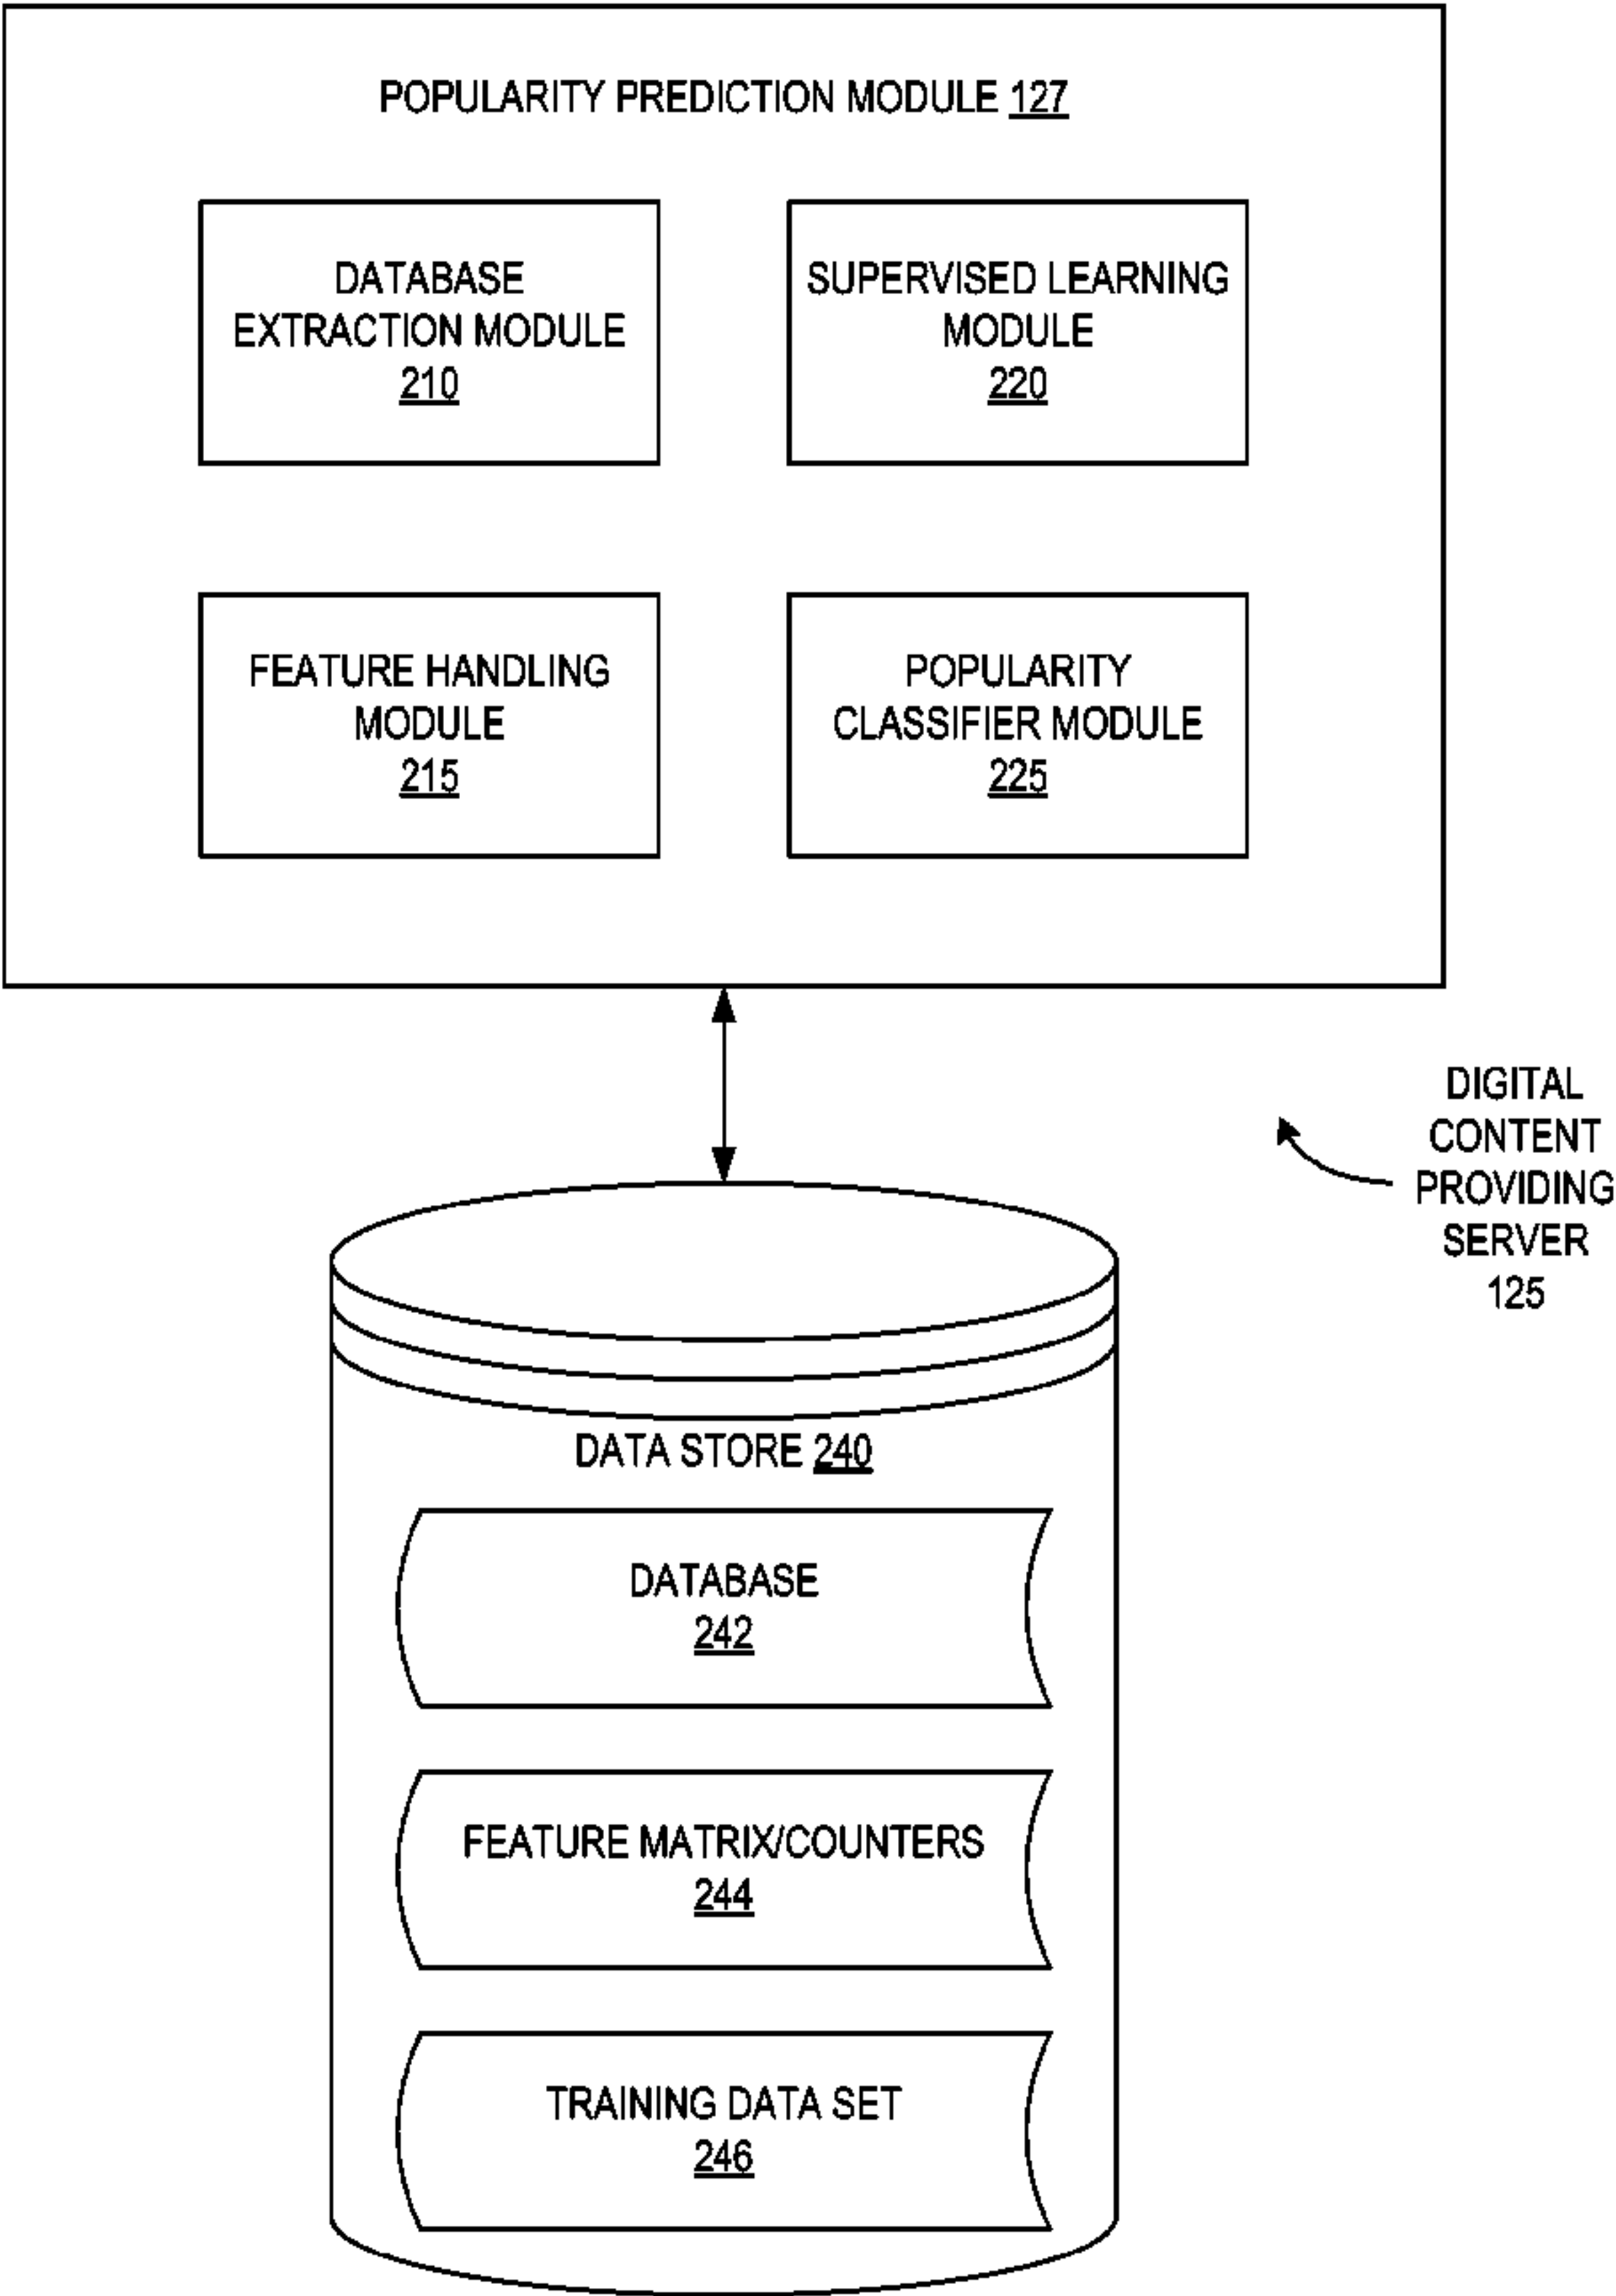 POPULARITY PREDICTION MODULE 127
DATABASE
EXTRACTION MODULE
210
SUPERVISED LEARNING
MODULE
220
FEATURE HANDLING
MODULE
215
POPULARITY
CLASSIFIER MODULE
225
DIGITAL
CONTENT
PROVIDING
SERVER
125
DATA STORE 240
DATABASE
242
FEATURE MATRIX/COUNTERS
244
TRAINING DATA SET
246